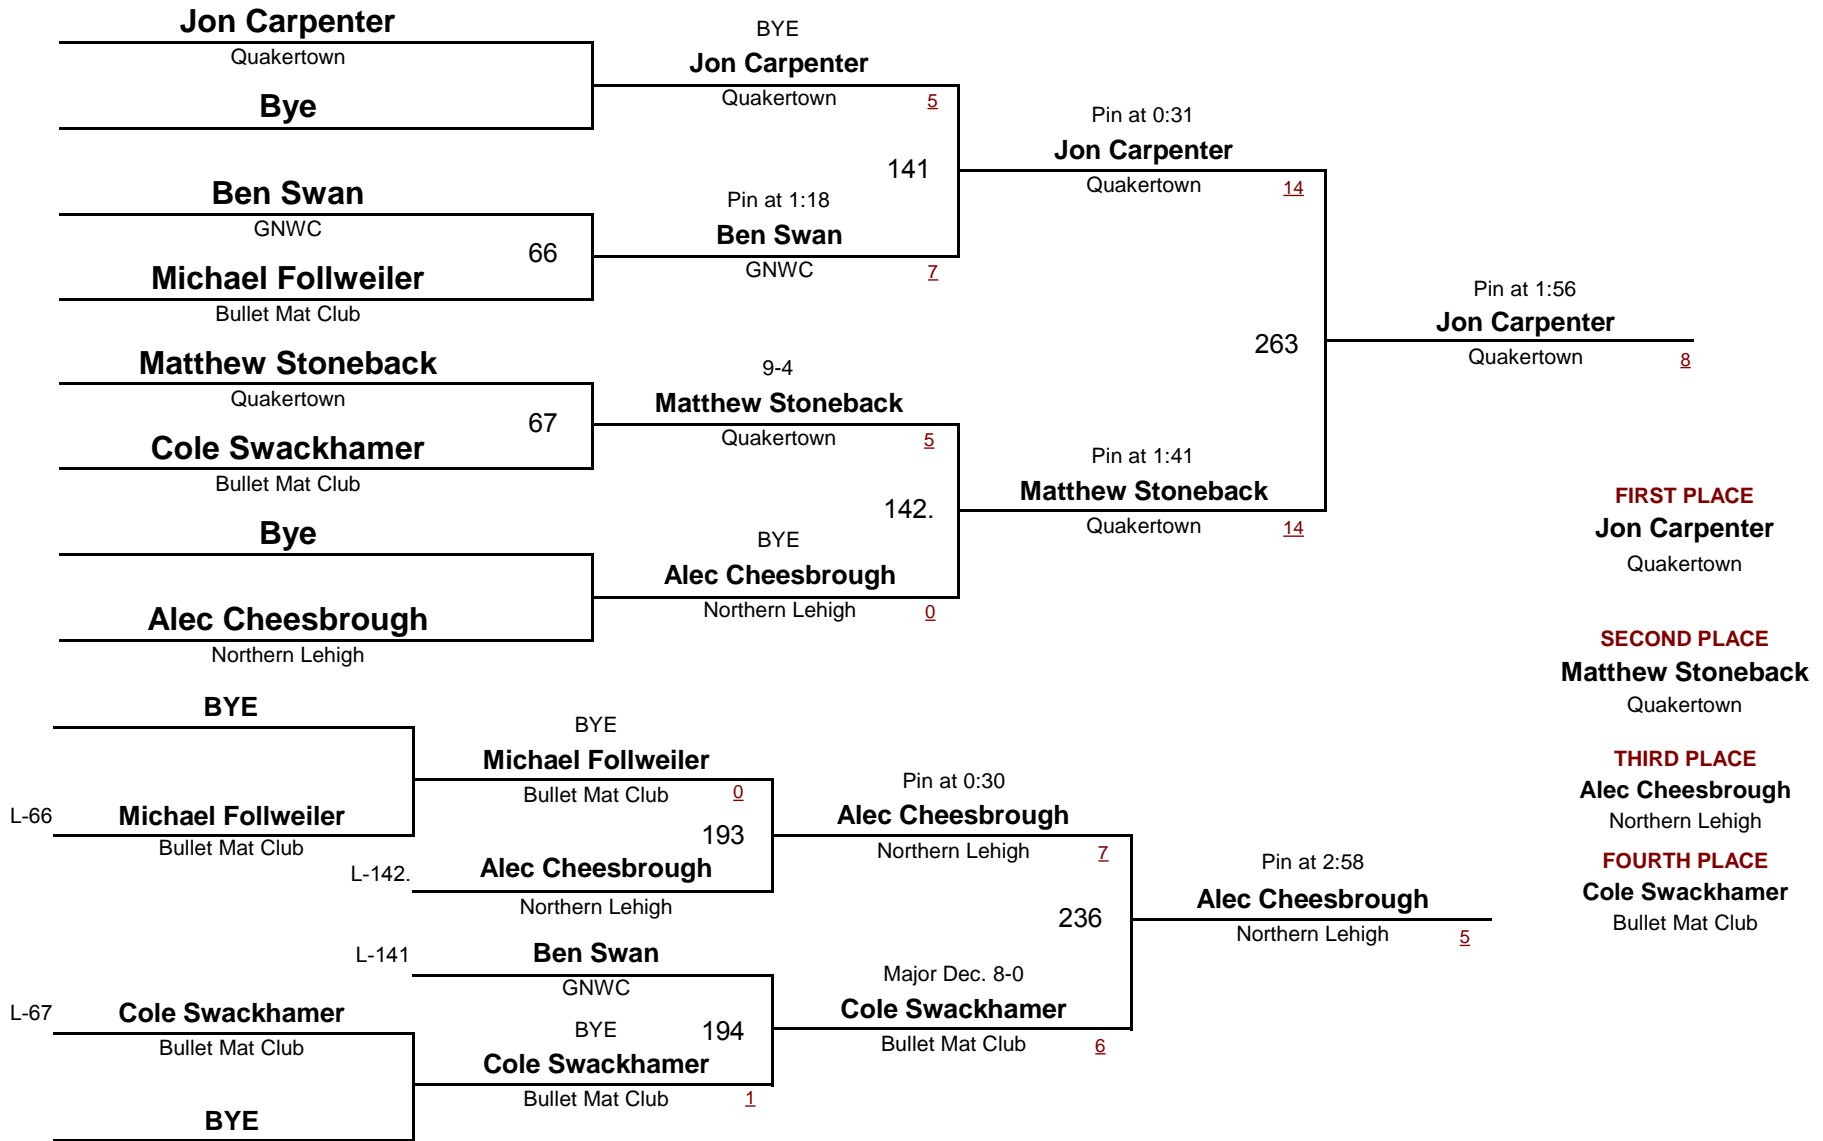 Jon Carpenter
Quakertown
Bye
BYE
Jon Carpenter
Quakertown 5
141
Ben Swan
GNWC
66
Michael Follweiler
Bullet Mat Club
Pin at 1:18
Ben Swan
GNWC 7
Pin at 0:31
Jon Carpenter
Quakertown 14
Matthew Stoneback
Quakertown
67
Cole Swackhamer
Bullet Mat Club
9-4
Matthew Stoneback
Quakertown 5
142.
Bye
Alec Cheesbrough
Northern Lehigh
BYE
Alec Cheesbrough
Northern Lehigh 0
Pin at 1:41
Matthew Stoneback
Quakertown 14
263
Pin at 1:56
Jon Carpenter
Quakertown 8
FIRST PLACE
Jon Carpenter
Quakertown
SECOND PLACE
Matthew Stoneback
Quakertown
THIRD PLACE
Alec Cheesbrough
Northern Lehigh
FOURTH PLACE
Cole Swackhamer
Bullet Mat Club
BYE
L-66 Michael Follweiler
Bullet Mat Club
BYE
Michael Follweiler
Bullet Mat Club 0
193
L-142. Alec Cheesbrough
Northern Lehigh
Pin at 0:30
Alec Cheesbrough
Northern Lehigh 7
L-141 Ben Swan
GNWC
L-67 Cole Swackhamer
Bullet Mat Club
BYE
BYE 194
Cole Swackhamer
Bullet Mat Club 1
Major Dec. 8-0
Cole Swackhamer
Bullet Mat Club 6
236
Pin at 2:58
Alec Cheesbrough
Northern Lehigh 5